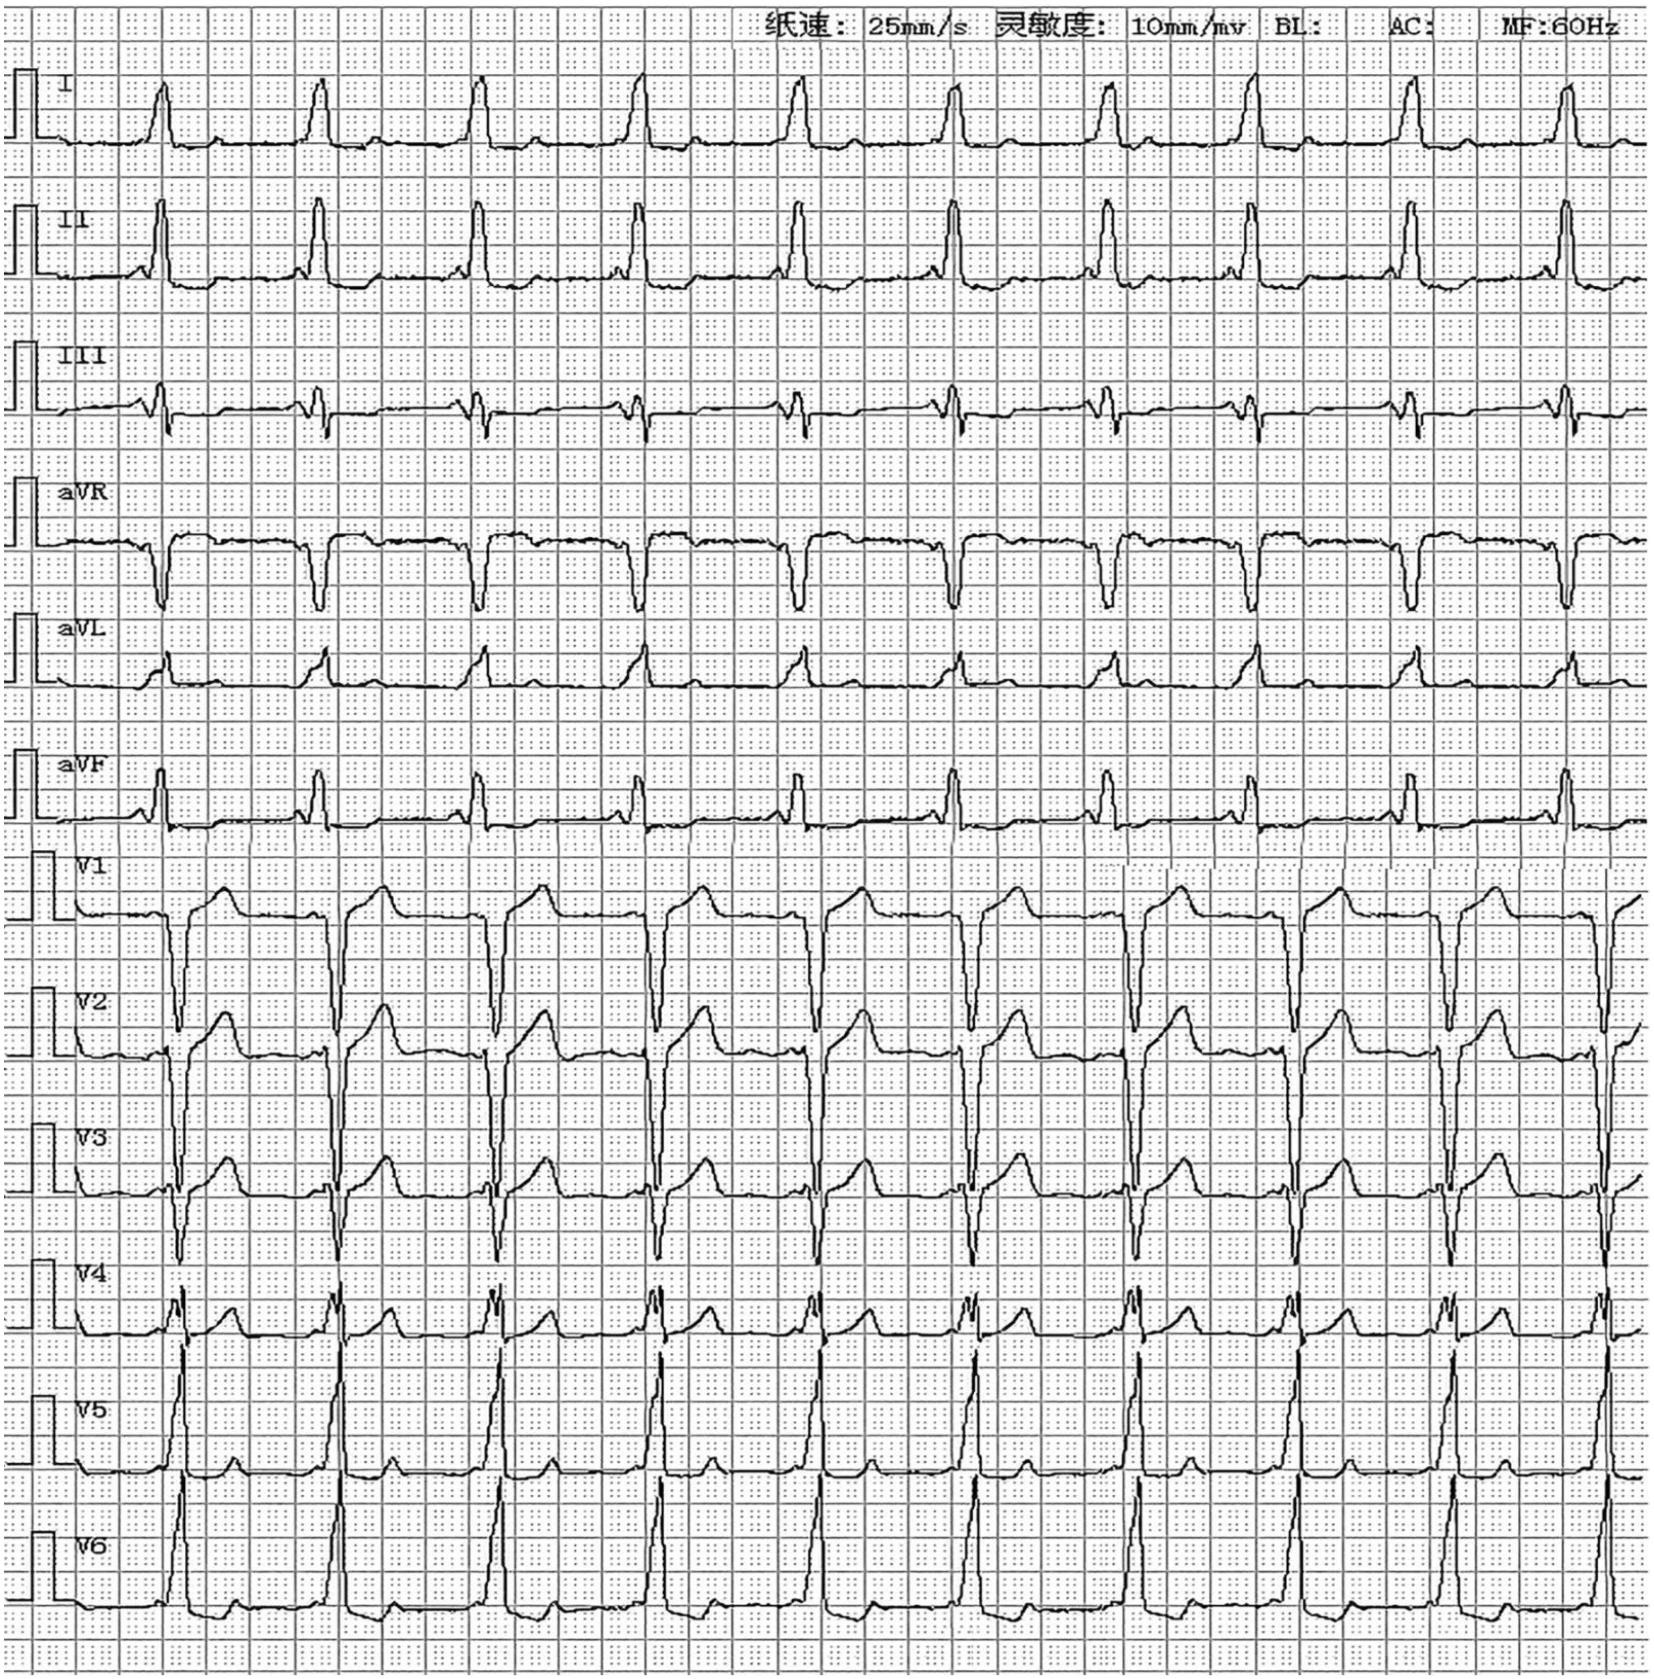 纸速: 25mm/s 灵敏度: 10mm/mv BL: AC: MF:60Hz
I
II
III
aVR
aVL
aVF
V1
V2
V3
V4
V5
V6